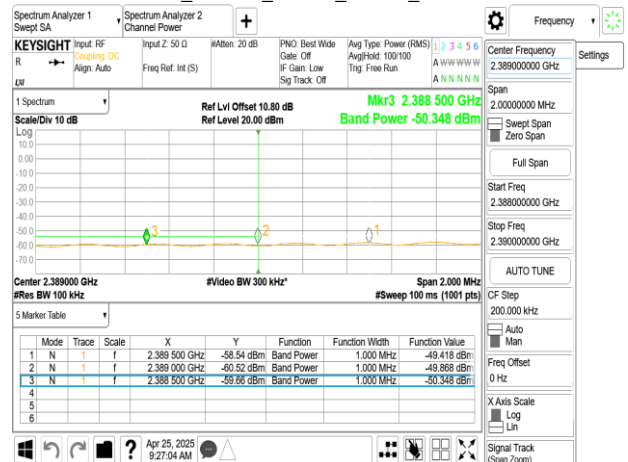 Spectrum Analyzer 1
Swept SA
Spectrum Analyzer 2
Channel Power
+
Frequency
KEYSIGHT
R
Input: RF
Coupling: DC
Align: Auto
Input Z: 50 Ω
Freq Ref: Int (S)
#Atten: 20 dB
PNO: Best Wide
Gate: Off
IF Gain: Low
Sig Track: Off
Avg Type: Power (RMS)
Avg|Hold: 100/100
Trig: Free Run
1 2 3 4 5 6
A W W W W W
A N N N N N
1 Spectrum
Scale/Div 10 dB
Ref Lvl Offset 10.80 dB
Ref Level 20.00 dBm
Mkr3 2.388 500 GHz
Band Power -50.348 dBm
Log
10.0
0.00
-10.0
-20.0
-30.0
-40.0
-50.0
-60.0
-70.0
3
2
1
Center 2.389000 GHz
#Res BW 100 kHz
#Video BW 300 kHz*
Span 2.000 MHz
#Sweep 100 ms (1001 pts)
5 Marker Table
Mode Trace Scale X Y Function Function Width Function Value
1 N 1 f 2.389 500 GHz -58.54 dBm Band Power 1.000 MHz -49.418 dBm
2 N 1 f 2.389 000 GHz -60.52 dBm Band Power 1.000 MHz -49.868 dBm
3 N 1 f 2.388 500 GHz -59.66 dBm Band Power 1.000 MHz -50.348 dBm
4
5
6
?
Apr 25, 2025
9:27:04 AM
Center Frequency
2.389000000 GHz
Settings
Span
2.00000000 MHz
Swept Span
Zero Span
Full Span
Start Freq
2.388000000 GHz
Stop Freq
2.390000000 GHz
AUTO TUNE
CF Step
200.000 kHz
Auto
Man
Freq Offset
0 Hz
X Axis Scale
Log
Lin
Signal Track
(Span Zoom)